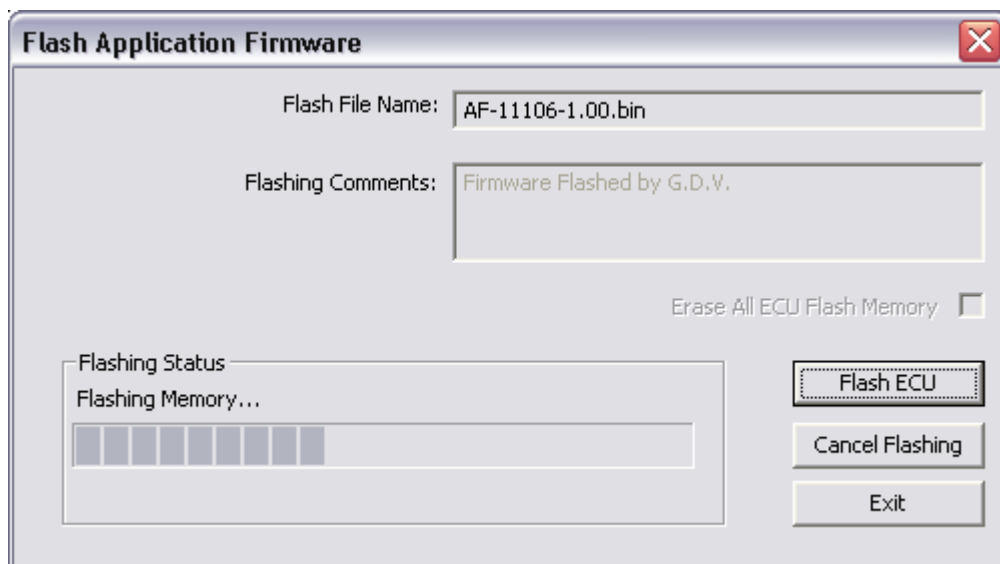 Flash Application Firmware
Flash File Name: AF-11106-1.00.bin
Flashing Comments: Firmware Flashed by G.D.V.
Erase All ECU Flash Memory
Flashing Status
Flashing Memory...
Flash ECU
Cancel Flashing
Exit